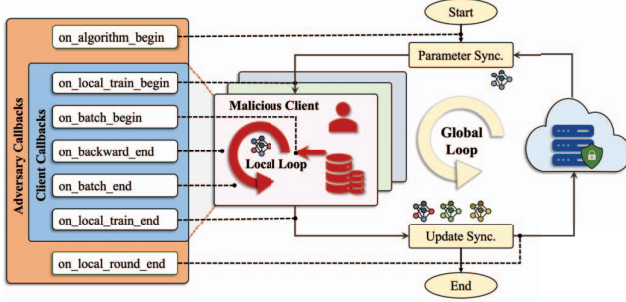 Adversary Callbacks
Client Callbacks
on_algorithm_begin
on_local_train_begin
on_batch_begin
on_backward_end
on_batch_end
on_local_train_end
on_local_round_end
Malicious Client
Local Loop
Start
Parameter Sync.
Global
Loop
Update Sync.
End